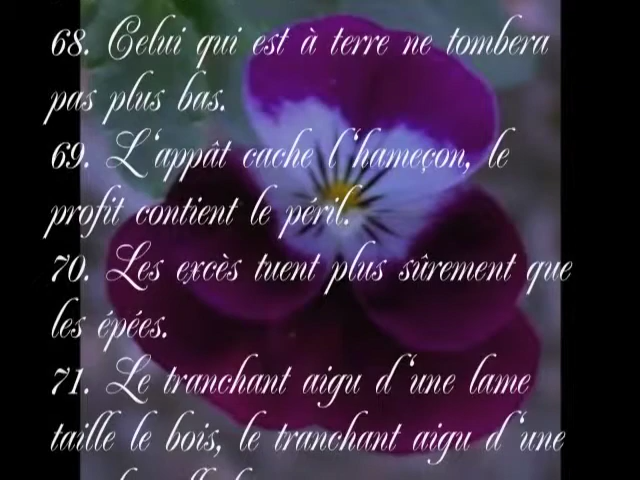 68. Celui qui est à terre ne tombera
pas plus bas.
69. L'appât cache l'hameçon, le
profit contient le péril.
70. Les excès tuent plus sûrement que
les épées.
71. Le tranchant aigu d'une lame
taille le bois, le tranchant aigu d'une